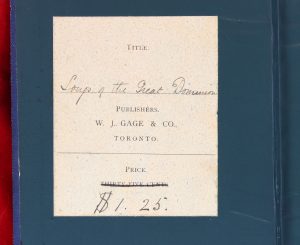 TITLE.
Songs of the Great Dominion
PUBLISHERS.
W. J. GAGE & CO.,
TORONTO.
PRICE.
THIRTY-FIVE CENTS.
$1.25.